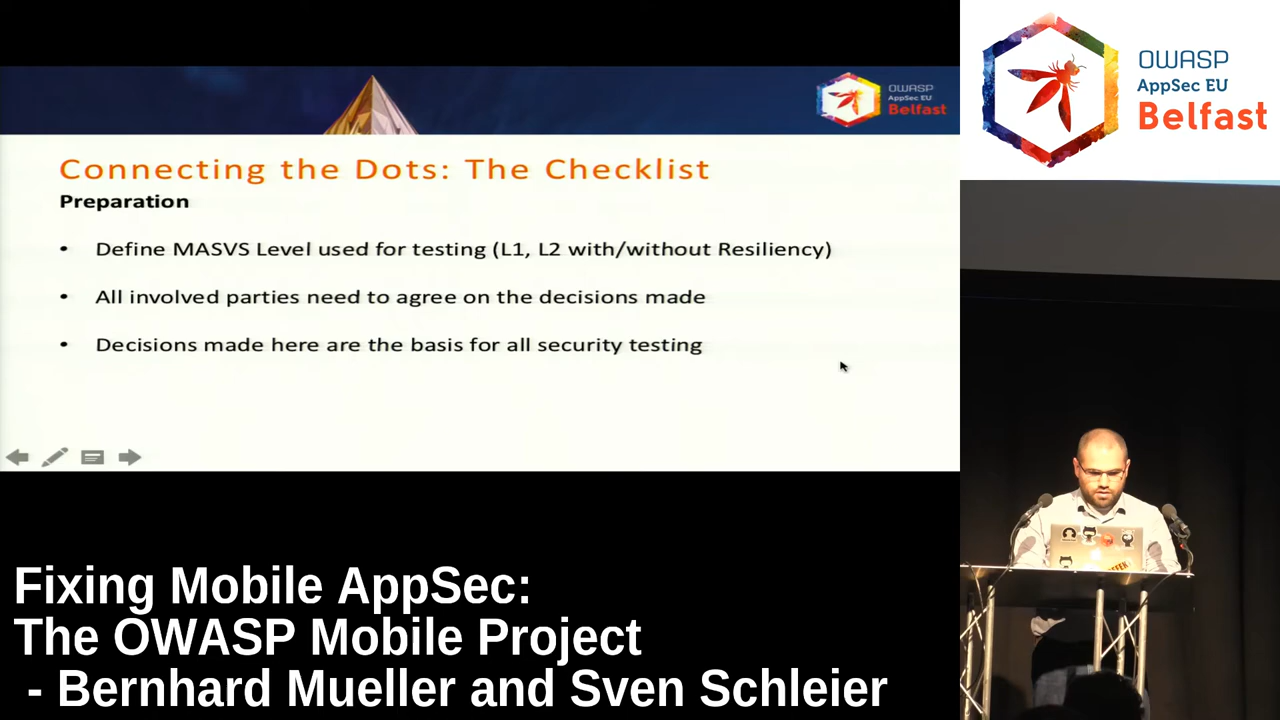 OWASP
AppSec EU
Belfast
OWASP
AppSec EU
Belfast
Connecting the Dots: The Checklist
Preparation
• Define MASVS Level used for testing (L1, L2 with/without Resiliency)
• All involved parties need to agree on the decisions made
• Decisions made here are the basis for all security testing
Fixing Mobile AppSec:
The OWASP Mobile Project
- Bernhard Mueller and Sven Schleier